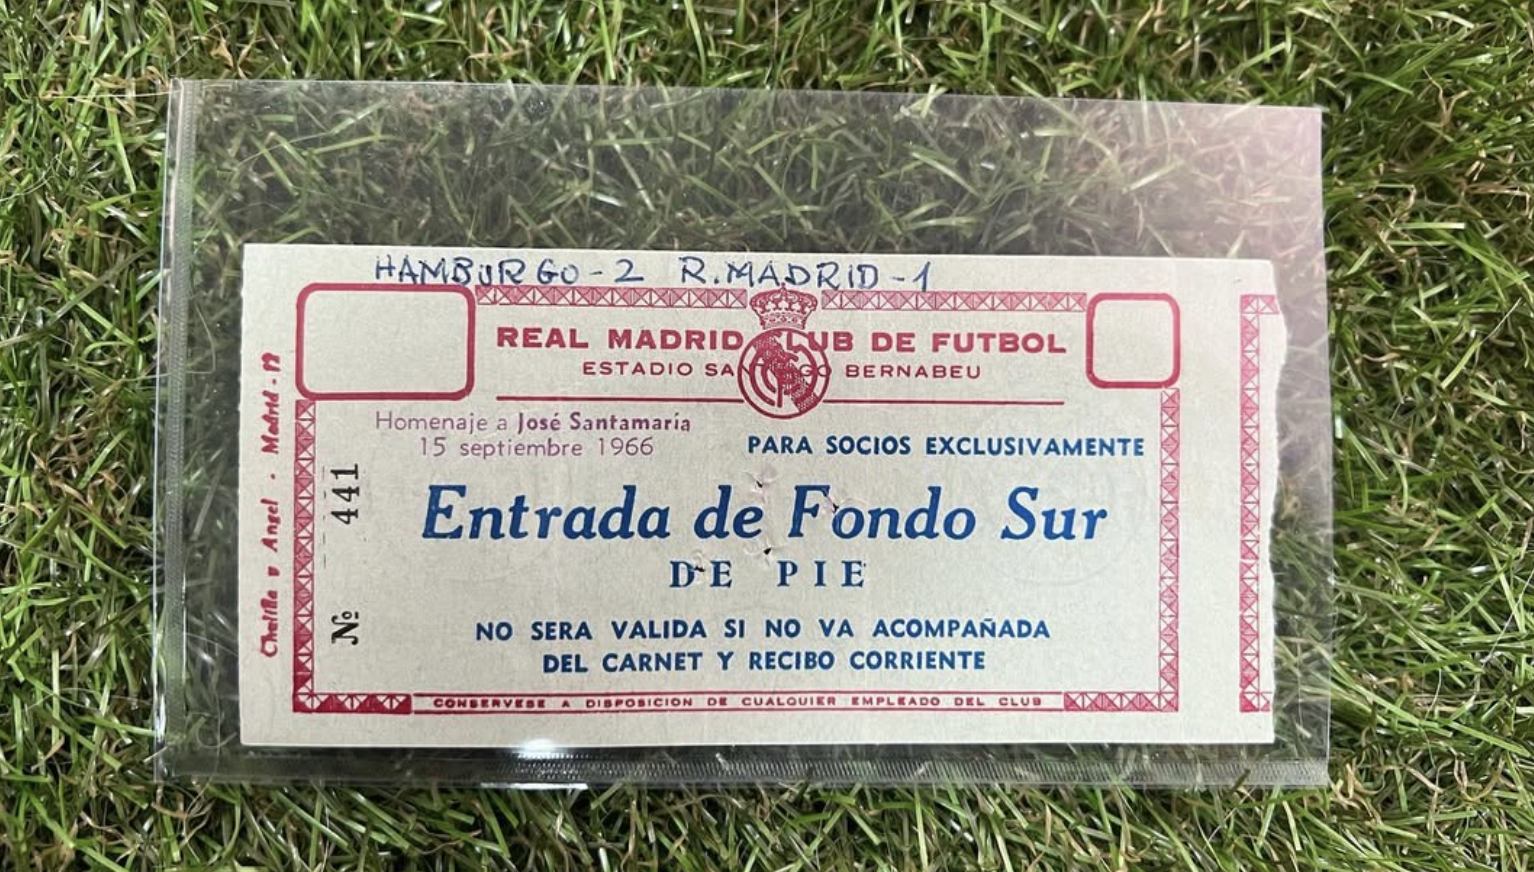 HAMBURGO - 2 R. MADRID - 1
REAL MADRID CLUB DE FUTBOL
ESTADIO SANTIAGO BERNABEU
Homenaje a José Santamaría
15 septiembre 1966
PARA SOCIOS EXCLUSIVAMENTE
Entrada de Fondo Sur
DE PIE
NO SERA VALIDA SI NO VA ACOMPAÑADA
DEL CARNET Y RECIBO CORRIENTE
CONSERVESE A DISPOSICION DE CUALQUIER EMPLEADO DEL CLUB
Nº 441
Angel - Madrid